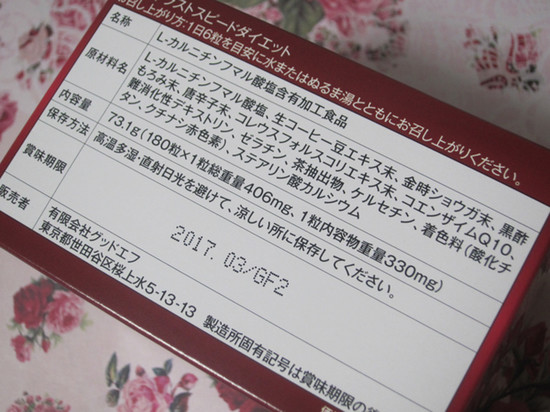 ラストスピードダイエット
お召し上がり方:1日6粒を目安に水またはぬるま湯とともにお召し上がりください。
名称
L-カルニチンフマル酸塩含有加工食品
原材料名
L-カルニチンフマル酸塩、生コーヒー豆エキス末、金時ショウガ末、黒酢
もろみ末、唐辛子末、コレウスフォルスコリエキス末、コエンザイムQ10、
難消化性デキストリン、ゼラチン、茶抽出物、ケルセチン、着色料(酸化チ
タン、クチナシ赤色素)、ステアリン酸カルシウム
内容量
73.1g(180粒×1粒総重量406mg、1粒内容物重量330mg)
保存方法
高温多湿・直射日光を避けて、涼しい所に保存してください。
賞味期限
2017.03/GF2
販売者
有限会社グッドエフ
東京都世田谷区桜上水5-13-13
製造所固有記号は賞味期限の